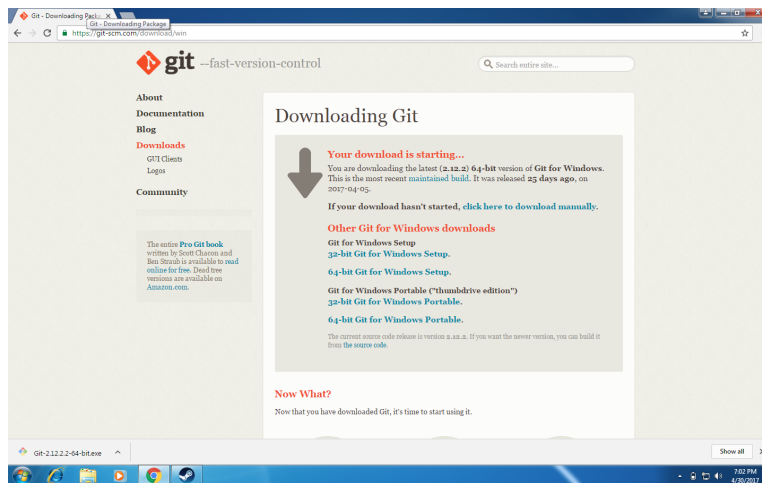 Git - Downloading Pack
Git - Downloading Package
https://git-scm.com/download/win
git --fast-version-control
Search entire site...
About
Documentation
Blog
Downloads
GUI Clients
Logos
Community
The entire Pro Git book
written by Scott Chacon and
Ben Straub is available to read
online for free. Dead tree
versions are available on
Amazon.com.
Downloading Git
Your download is starting...
You are downloading the latest (2.12.2) 64-bit version of Git for Windows.
This is the most recent maintained build. It was released 25 days ago, on
2017-04-05.
If your download hasn't started, click here to download manually.
Other Git for Windows downloads
Git for Windows Setup
32-bit Git for Windows Setup.
64-bit Git for Windows Setup.
Git for Windows Portable ("thumbdrive edition")
32-bit Git for Windows Portable.
64-bit Git for Windows Portable.
The current source code release is version 2.12.2. If you want the newer version, you can build it
from the source code.
Now What?
Now that you have downloaded Git, it's time to start using it.
Git-2.12.2.2-64-bit.exe
Show all
7:02 PM
4/30/2017